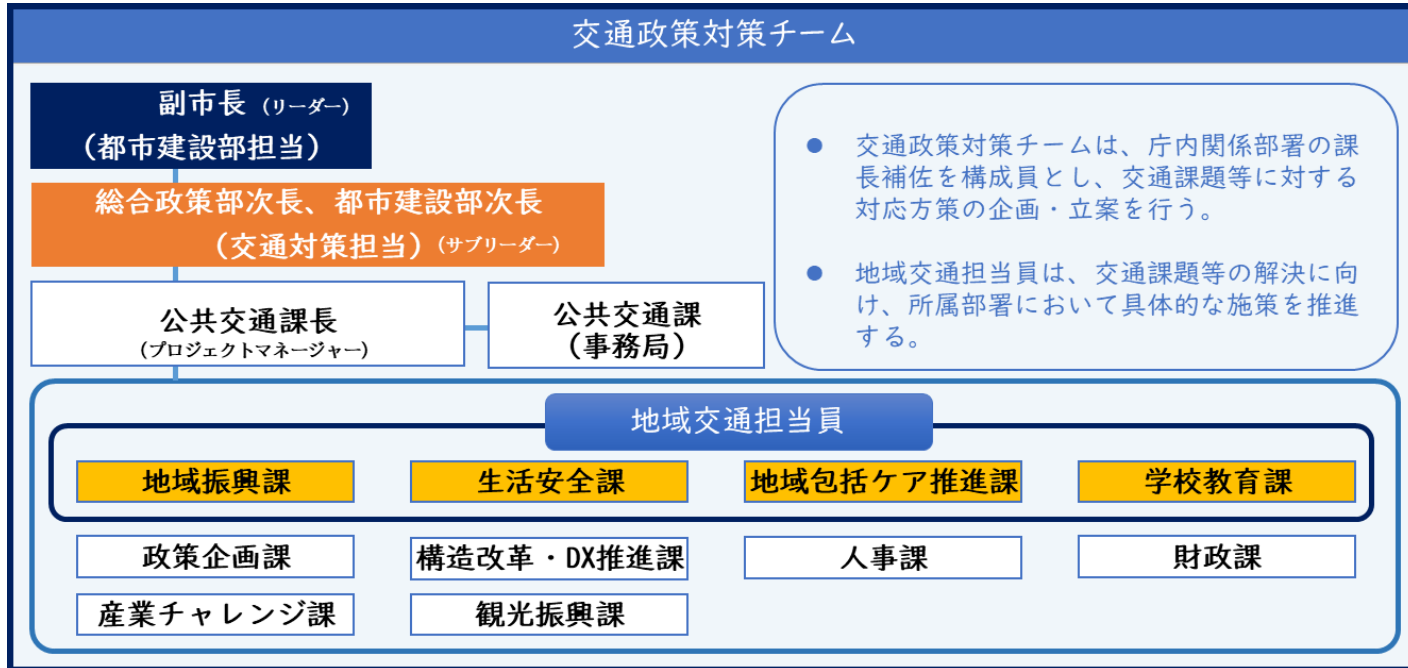 交通政策対策チーム
副市長（リーダー）
（都市建設部担当）
総合政策部次長、都市建設部次長
（交通対策担当）（サブリーダー）
公共交通課長
（プロジェクトマネージャー）
公共交通課
（事務局）
● 交通政策対策チームは、庁内関係部署の課
長補佐を構成員とし、交通課題等に対する
対応方策の企画・立案を行う。
● 地域交通担当員は、交通課題等の解決に向
け、所属部署において具体的な施策を推進
する。
地域交通担当員
地域振興課 生活安全課 地域包括ケア推進課 学校教育課
政策企画課 構造改革・DX推進課 人事課 財政課
産業チャレンジ課 観光振興課